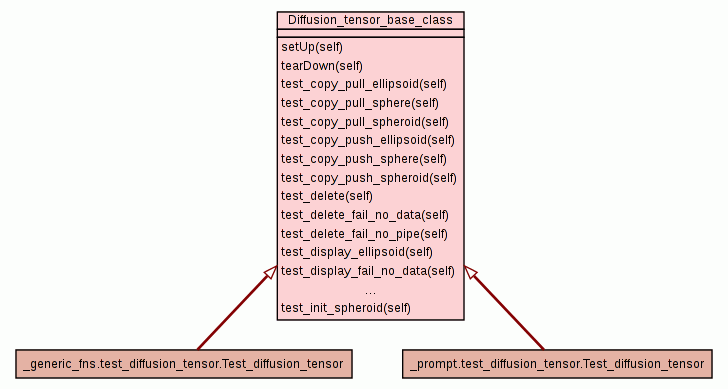 Diffusion_tensor_base_class
setUp(self)
tearDown(self)
test_copy_pull_ellipsoid(self)
test_copy_pull_sphere(self)
test_copy_pull_spheroid(self)
test_copy_push_ellipsoid(self)
test_copy_push_sphere(self)
test_copy_push_spheroid(self)
test_delete(self)
test_delete_fail_no_data(self)
test_delete_fail_no_pipe(self)
test_display_ellipsoid(self)
test_display_fail_no_data(self)
...
test_init_spheroid(self)
_generic_fns.test_diffusion_tensor.Test_diffusion_tensor
_prompt.test_diffusion_tensor.Test_diffusion_tensor